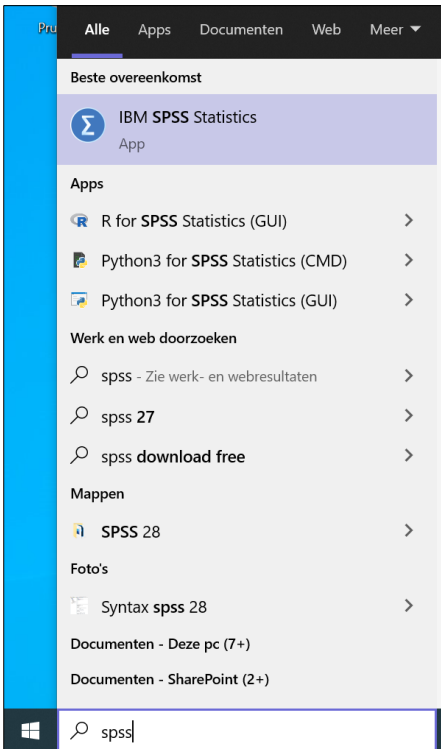 Pru
Alle Apps Documenten Web Meer
Beste overeenkomst
IBM SPSS Statistics
App
Apps
R for SPSS Statistics (GUI)
Python3 for SPSS Statistics (CMD)
Python3 for SPSS Statistics (GUI)
Werk en web doorzoeken
spss - Zie werk- en webresultaten
spss 27
spss download free
Mappen
SPSS 28
Foto's
Syntax spss 28
Documenten - Deze pc (7+)
Documenten - SharePoint (2+)
spss